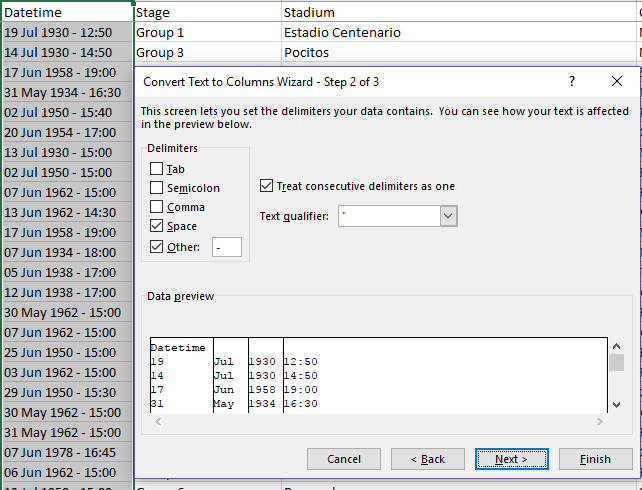 Datetime Stage Stadium
19 Jul 1930 - 12:50 Group 1 Estadio Centenario
14 Jul 1930 - 14:50 Group 3 Pocitos
17 Jun 1958 - 19:00
31 May 1934 - 16:30
02 Jul 1950 - 15:40
20 Jun 1954 - 17:00
13 Jul 1930 - 15:00
02 Jul 1950 - 15:00
07 Jun 1962 - 15:00
13 Jun 1962 - 14:30
17 Jun 1958 - 19:00
07 Jun 1934 - 18:00
05 Jun 1938 - 17:00
12 Jun 1938 - 17:00
30 May 1962 - 15:00
07 Jun 1962 - 15:00
25 Jun 1950 - 15:00
03 Jun 1962 - 15:00
29 Jun 1950 - 15:30
30 May 1962 - 15:00
31 May 1962 - 15:00
07 Jun 1978 - 16:45
06 Jun 1962 - 15:00
Convert Text to Columns Wizard - Step 2 of 3 ? ×
This screen lets you set the delimiters your data contains. You can see how your text is affected
in the preview below.
Delimiters
Tab
Semicolon
Comma
Space
Other: -
Treat consecutive delimiters as one
Text qualifier: "
Data preview
Datetime
19 Jul 1930 12:50
14 Jul 1930 14:50
17 Jun 1958 19:00
31 May 1934 16:30
Cancel < Back Next > Finish